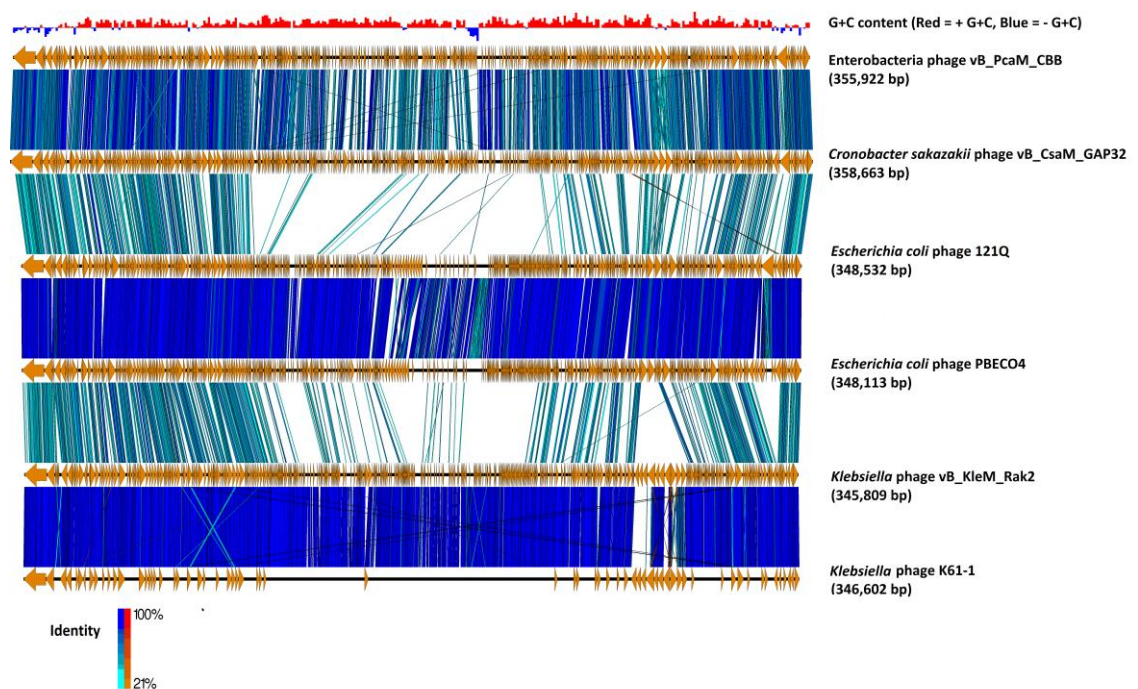 G+C content (Red = + G+C, Blue = - G+C)
Enterobacteria phage vB_PcaM_CBB
(355,922 bp)
Cronobacter sakazakii phage vB_CsaM_GAP32
(358,663 bp)
Escherichia coli phage 121Q
(348,532 bp)
Escherichia coli phage PBECO4
(348,113 bp)
Klebsiella phage vB_KleM_Rak2
(345,809 bp)
Klebsiella phage K61-1
(346,602 bp)
Identity
100%
21%